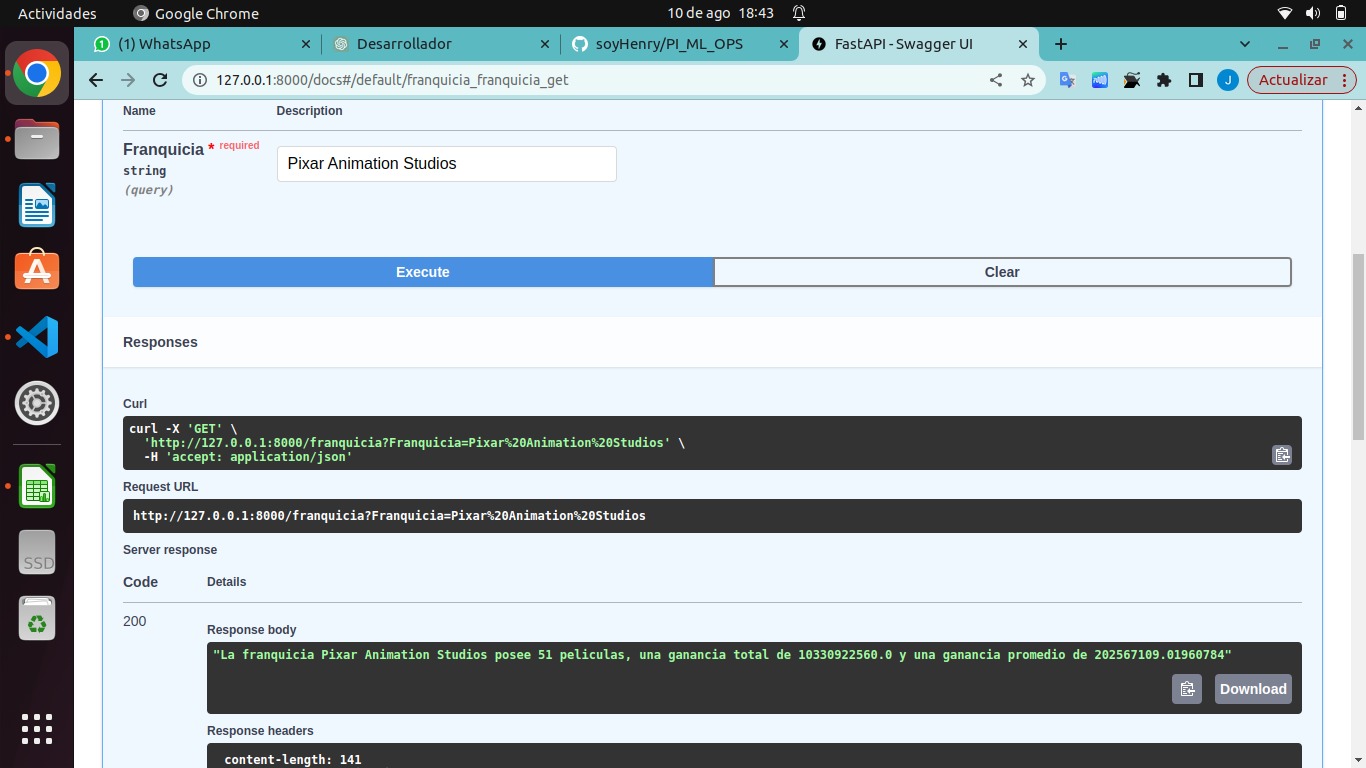 Actividades
Google Chrome
10 de ago 18:43
(1) WhatsApp
Desarrollador
soyHenry/PI_ML_OPS
FastAPI - Swagger UI
127.0.0.1:8000/docs#/default/franquicia_franquicia_get
J
Actualizar
Name
Description
Franquicia * required
string
(query)
Pixar Animation Studios
Execute
Clear
Responses
Curl
curl -X 'GET' \
'http://127.0.0.1:8000/franquicia?Franquicia=Pixar%20Animation%20Studios' \
-H 'accept: application/json'
Request URL
http://127.0.0.1:8000/franquicia?Franquicia=Pixar%20Animation%20Studios
Server response
Code
Details
200
Response body
"La franquicia Pixar Animation Studios posee 51 peliculas, una ganancia total de 10330922560.0 y una ganancia promedio de 202567109.01960784"
Download
Response headers
content-length: 141
SSD